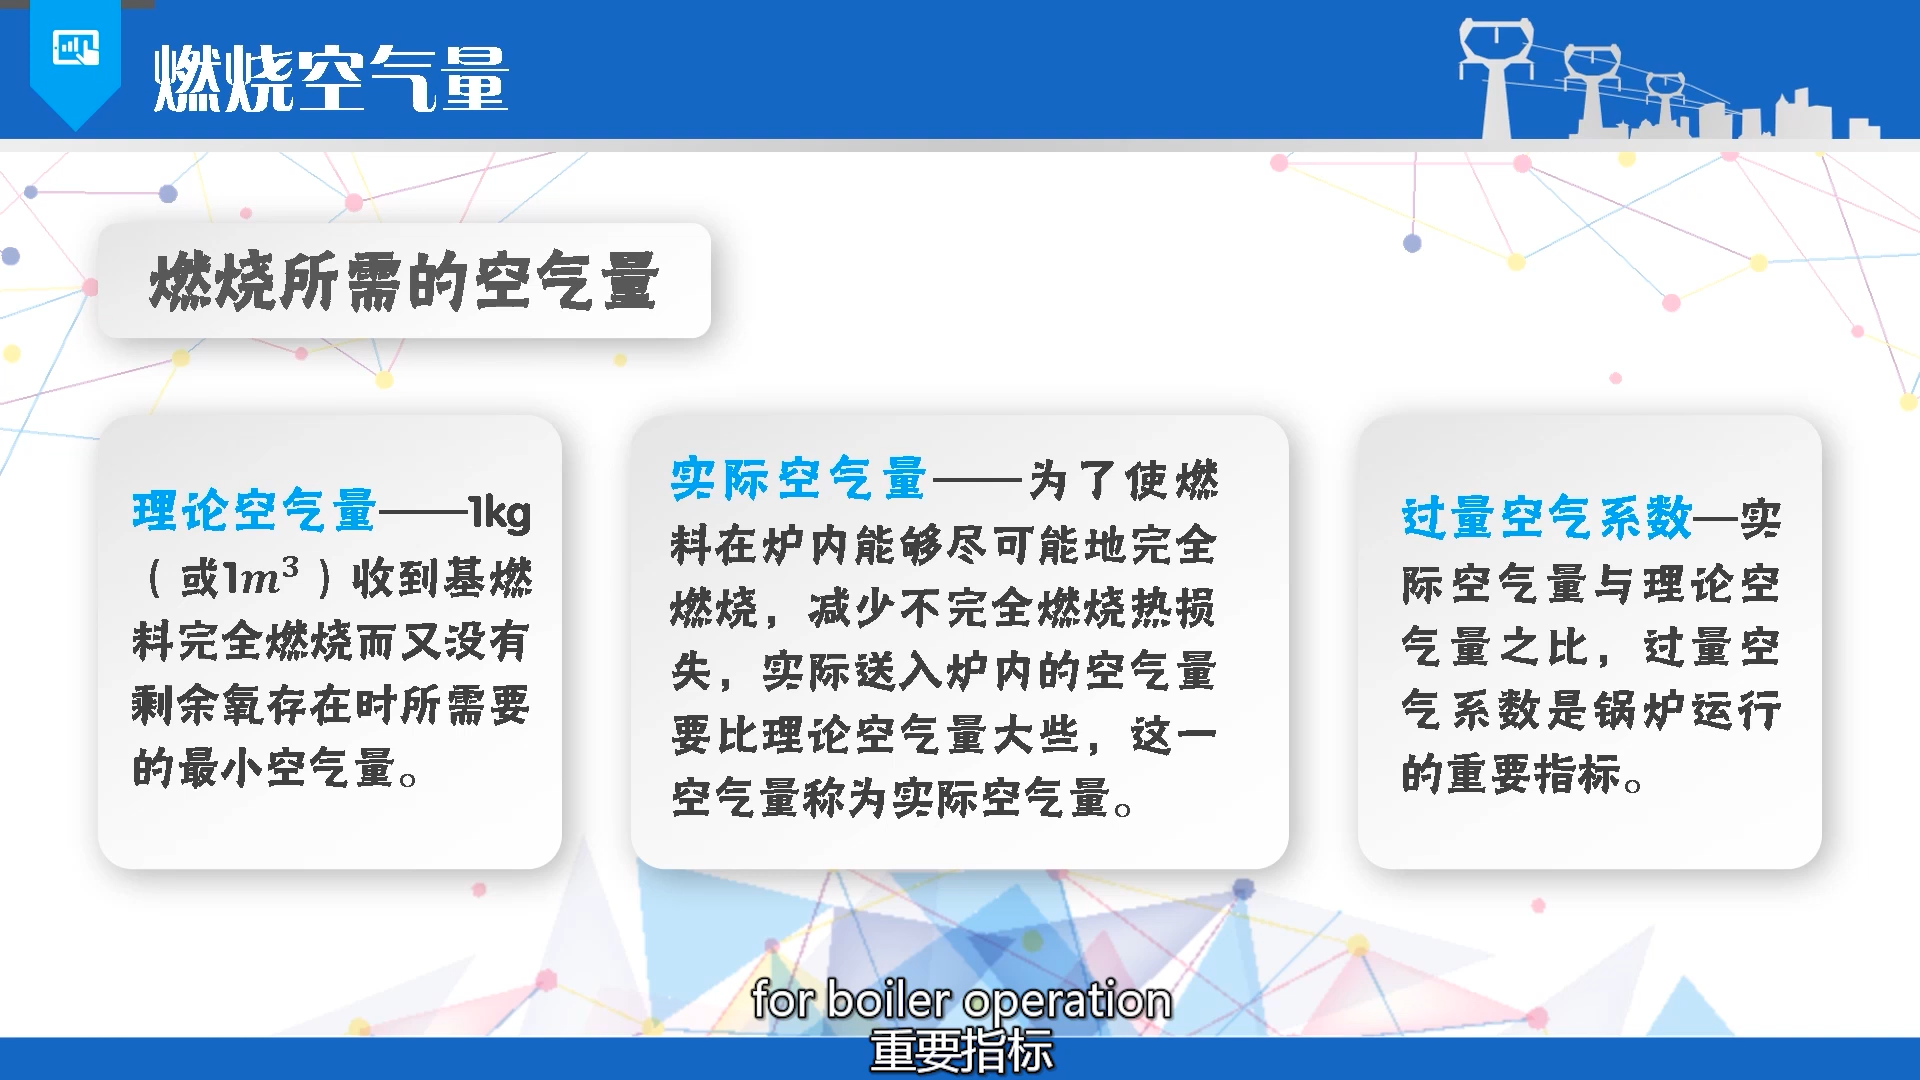 燃烧空气量
燃烧所需的空气量
理论空气量——1kg
（或1m³）收到基燃
料完全燃烧而又没有
剩余氧存在时所需要
的最小空气量。
实际空气量——为了使燃
料在炉内能够尽可能地完全
燃烧，减少不完全燃烧热损
失，实际送入炉内的空气量
要比理论空气量大些，这一
空气量称为实际空气量。
过量空气系数—实
际空气量与理论空
气量之比，过量空
气系数是锅炉运行
的重要指标。
for boiler operation
重要指标